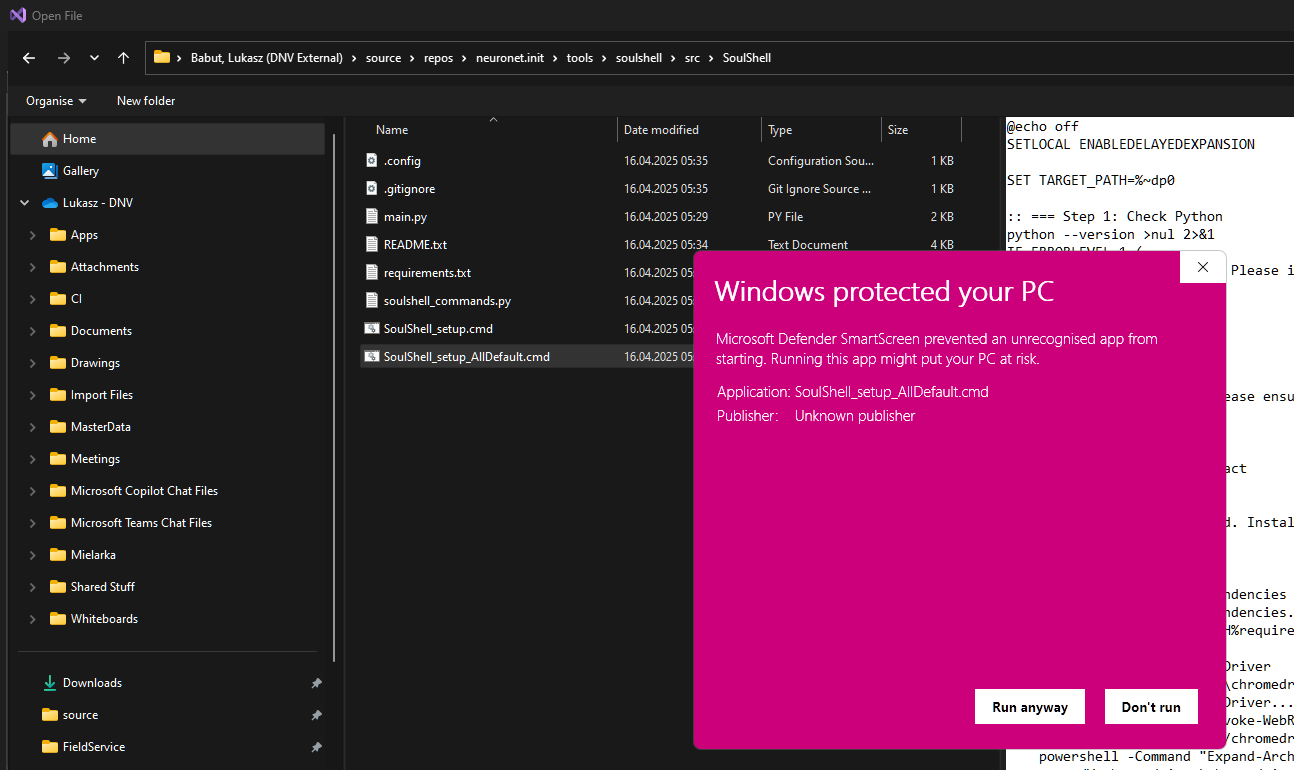 Open File
Babut, Lukasz (DNV External) > source > repos > neuronet.init > tools > soulshell > src > SoulShell
Organise New folder
Home
Gallery
Lukasz - DNV
Apps
Attachments
CI
Documents
Drawings
Import Files
MasterData
Meetings
Microsoft Copilot Chat Files
Microsoft Teams Chat Files
Mielarka
Shared Stuff
Whiteboards
Downloads
source
FieldService
Name Date modified Type Size
.config 16.04.2025 05:35 Configuration Sou... 1 KB
.gitignore 16.04.2025 05:35 Git Ignore Source ... 1 KB
main.py 16.04.2025 05:29 PY File 2 KB
README.txt 16.04.2025 05:34 Text Document 4 KB
requirements.txt 16.04.2025 05
soulshell_commands.py 16.04.2025 05
SoulShell_setup.cmd 16.04.2025 05
SoulShell_setup_AllDefault.cmd 16.04.2025 05
@echo off
SETLOCAL ENABLEDELAYEDEXPANSION
SET TARGET_PATH=%~dp0
:: === Step 1: Check Python
python --version >nul 2>&1
IF ERRORLEVEL 1 (
Please i
ease ensu
act
d. Instal
ndencies
ndencies.
%require
Driver
\chromedr
Driver...
voke-WebR
/chromedr
powershell -Command "Expand-Arch
Windows protected your PC
Microsoft Defender SmartScreen prevented an unrecognised app from
starting. Running this app might put your PC at risk.
Application: SoulShell_setup_AllDefault.cmd
Publisher: Unknown publisher
Run anyway Don't run